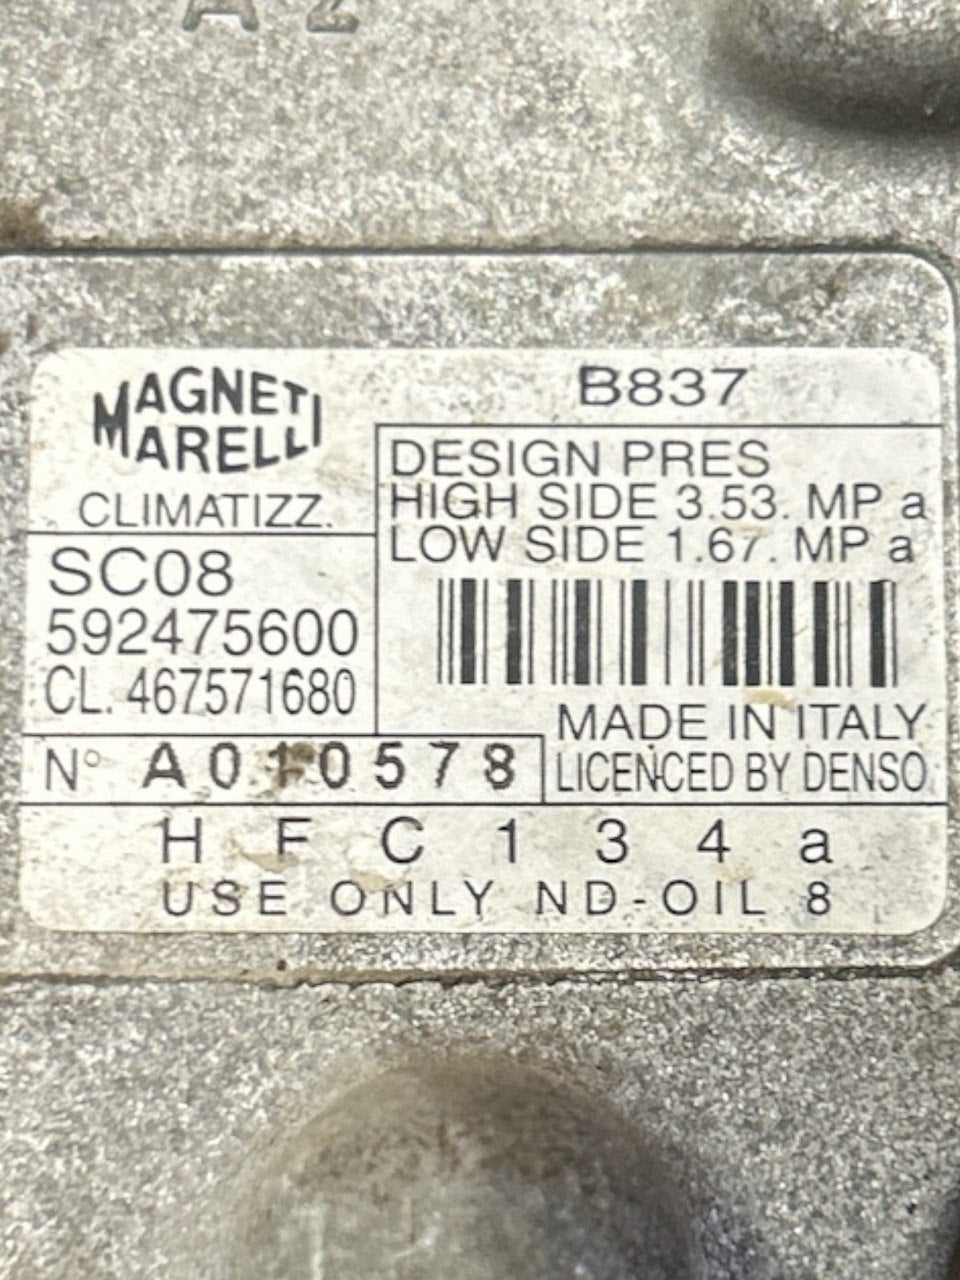 A2
MAGNETI
MARELLI
CLIMATIZZ.
B837
DESIGN PRES
HIGH SIDE 3.53. MP a
LOW SIDE 1.67. MP a
SC08
592475600
CL. 467571680
MADE IN ITALY
LICENCED BY DENSO
N° A010578
H F C 1 3 4 a
USE ONLY ND-OIL 8